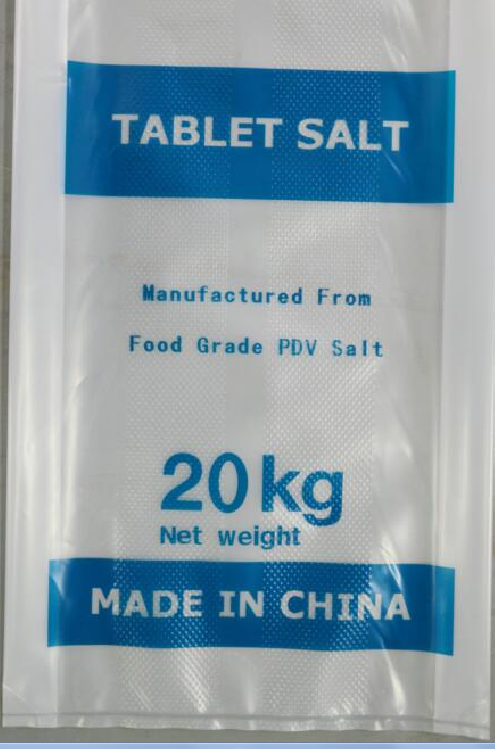 TABLET SALT
Manufactured From
Food Grade PDV Salt
20kg
Net weight
MADE IN CHINA